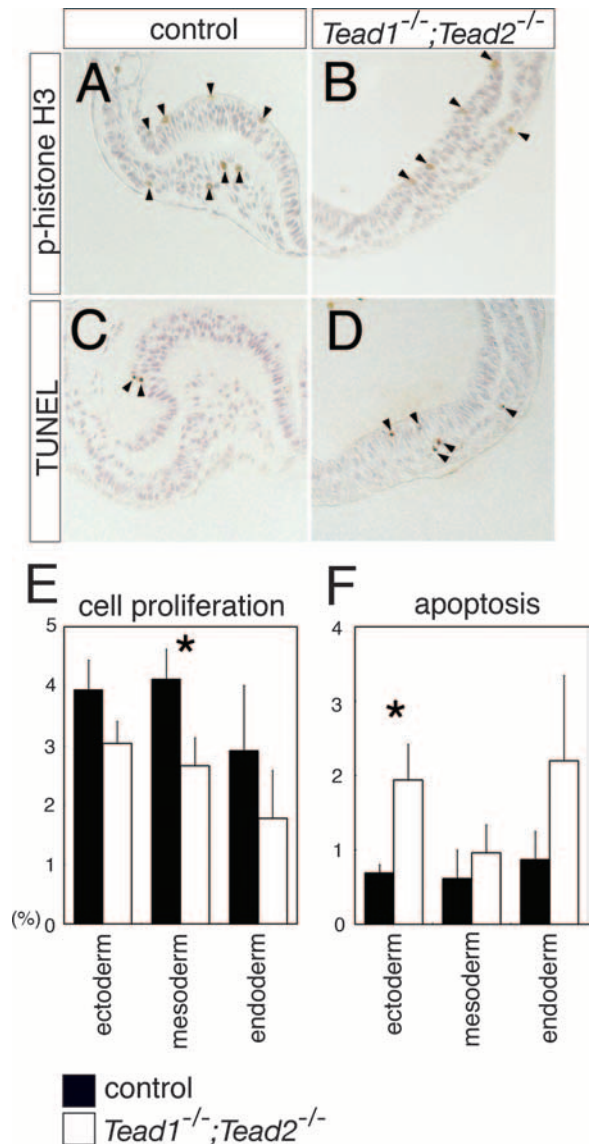 control
Tead1-/-;Tead2-/-
p-histone H3
A
B
TUNEL
C
D
E
cell proliferation
F
apoptosis
5
4
3
2
1
0
(%)
*
ectoderm
mesoderm
endoderm
4
3
2
1
0
*
ectoderm
mesoderm
endoderm
control
Tead1-/-;Tead2-/-